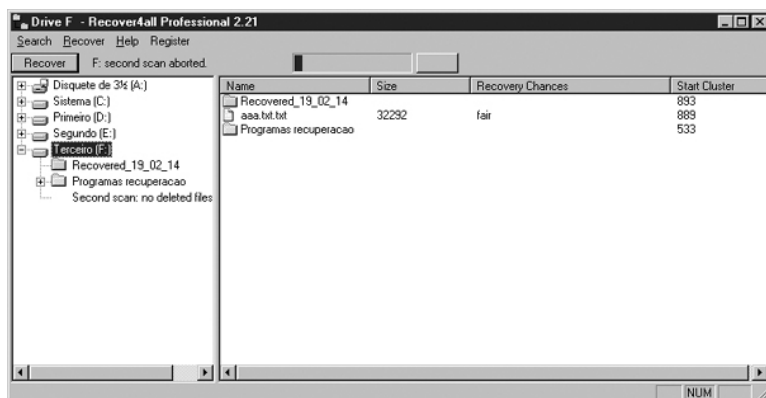 Drive F - Recover4all Professional 2.21
Search Recover Help Register
Recover F: second scan aborted.
Disquete de 3½ (A:)
Sistema (C:)
Primeiro (D:)
Segundo (E:)
Terceiro (F:)
Recovered_19_02_14
Programas recuperacao
Second scan: no deleted files
Name Size Recovery Chances Start Cluster
Recovered_19_02_14 893
aaa.txt.txt 32292 fair 889
Programas recuperacao 533
NUM